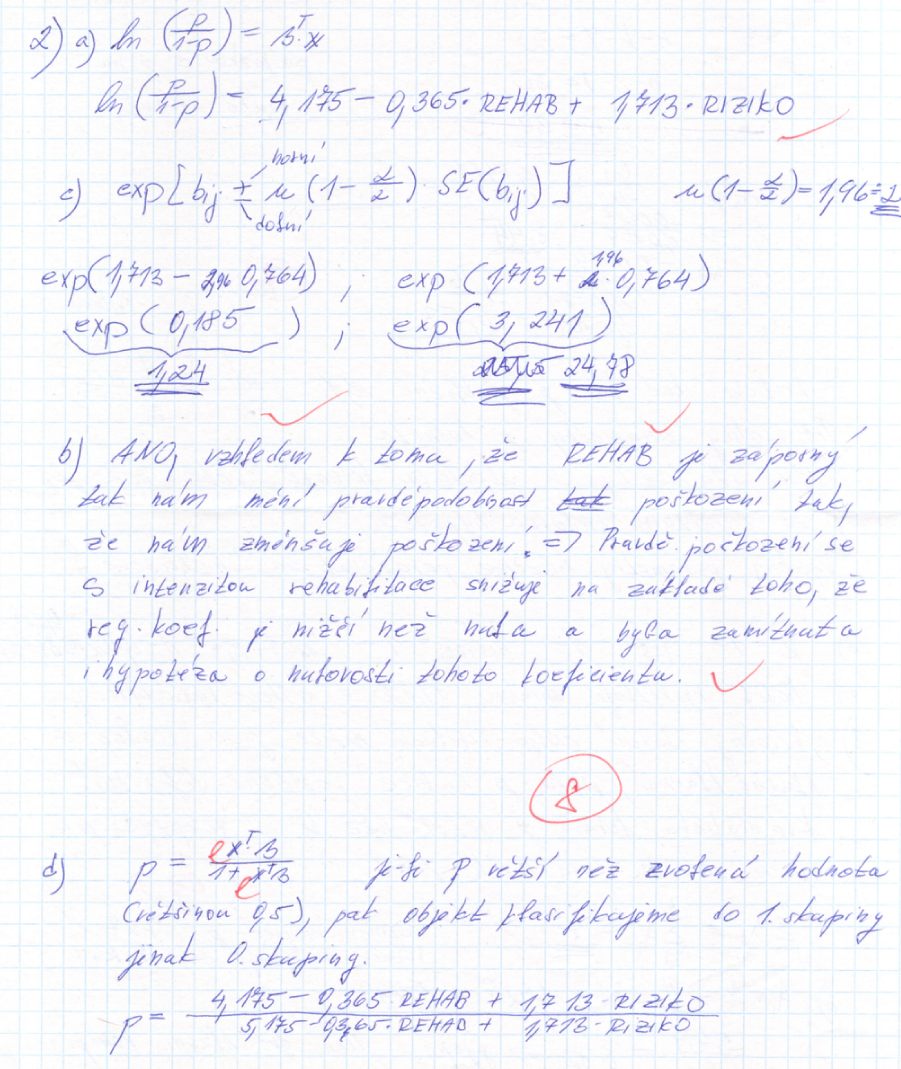 2) a) ln (p/1-p) = β^T·x
ln (p/1-p) = 4,175 - 0,365·REHAB + 1,713·RIZIKO
horní
c) exp[b_ij ± u(1 - α/2)·SE(b_ij)] u(1 - α/2) = 1,96 ≐ 2
dolní
1,96
exp(1,713 - 1,96 0,764) ; exp (1,713 + · 0,764)
exp (0,185) ; exp( 3,241)
1,24 24,78
b) ANO, vzhledem k tomu, že REHAB je záporný
tak nám mění pravděpodobnost poškození tak,
že nám zmenšuje poškození. => Pravdě. poškození se
s intenzitou rehabilitace snižuje na základě toho, že
reg. koef. je nižší než nula a byla zamítnuta
i hypotéza o nulovosti tohoto koeficientu.
8
d) p = e^x^Tβ / 1 + e^x^Tβ je-li p větší než zvolená hodnota
(většinou 0,5), pak objekt klasifikujeme do 1. skupiny
jinak 0. skupiny.
p = 4,175 - 0,365 REHAB + 1,713·RIZIKO / 5,175 - 0,365·REHAB + 1,713·RIZIKO